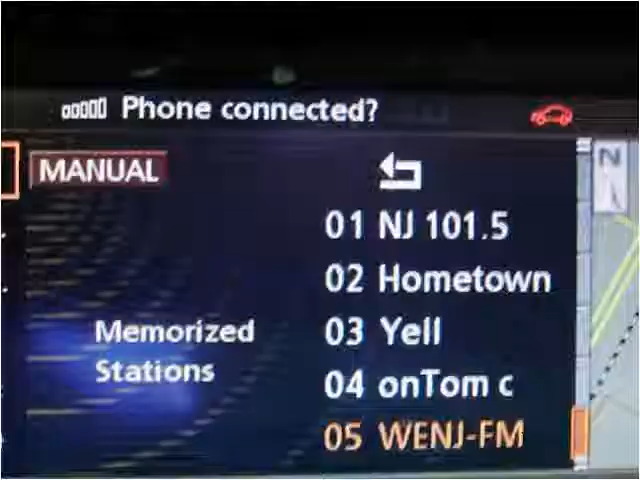 Phone connected?
MANUAL
01 NJ 101.5
02 Hometown
Memorized
Stations
03 Yell
04 onTom c
05 WENJ-FM
N